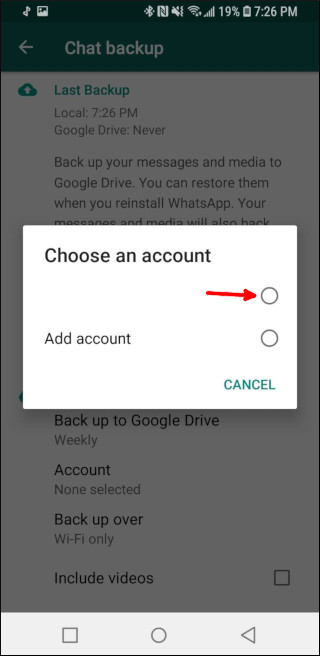 19% 7:26 PM
Chat backup
Last Backup
Local: 7:26 PM
Google Drive: Never
Back up your messages and media to
Google Drive. You can restore them
when you reinstall WhatsApp. Your
messages and media will also back
Choose an account
Add account
CANCEL
Back up to Google Drive
Weekly
Account
None selected
Back up over
Wi-Fi only
Include videos